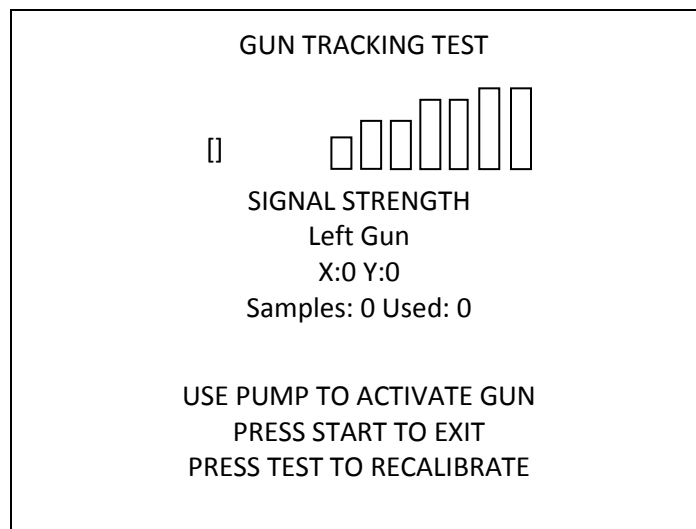 GUN TRACKING TEST
[]
SIGNAL STRENGTH
Left Gun
X:0 Y:0
Samples: 0 Used: 0
USE PUMP TO ACTIVATE GUN
PRESS START TO EXIT
PRESS TEST TO RECALIBRATE